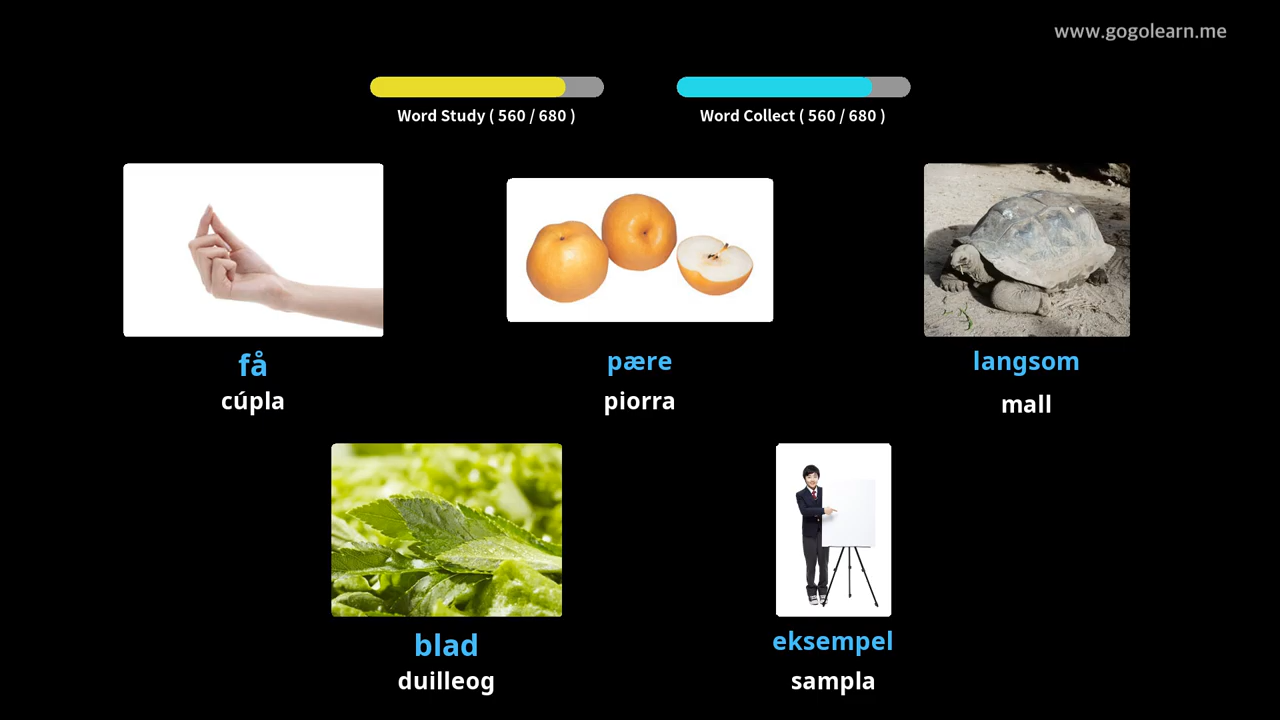 www.gogolearn.me
Word Study ( 560 / 680 )
Word Collect ( 560 / 680 )
få
cúpla
pære
piorra
langsom
mall
blad
duilleog
eksempel
sampla